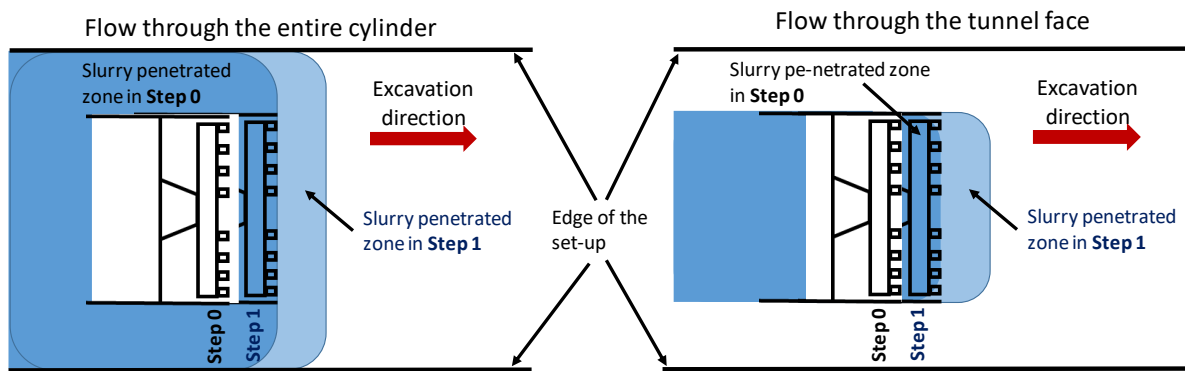 Flow through the entire cylinder
Slurry penetrated
zone in Step 0
Excavation
direction
Slurry penetrated
zone in Step 1
Step 0
Step 1
Edge of the
set-up
Flow through the tunnel face
Slurry pe-netrated zone
in Step 0
Excavation
direction
Slurry penetrated
zone in Step 1
Step 0
Step 1